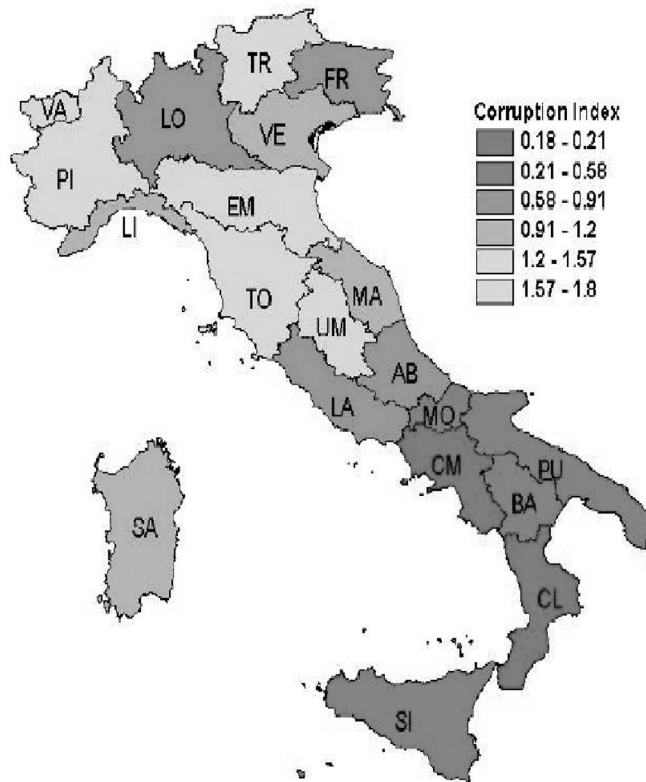 TR
FR
VA
LO
VE
PI
EM
LI
TO
MA
UM
AB
LA
MO
CM
PU
BA
SA
CL
SI
Corruption Index
0.18 - 0.21
0.21 - 0.58
0.58 - 0.91
0.91 - 1.2
1.2 - 1.57
1.57 - 1.8